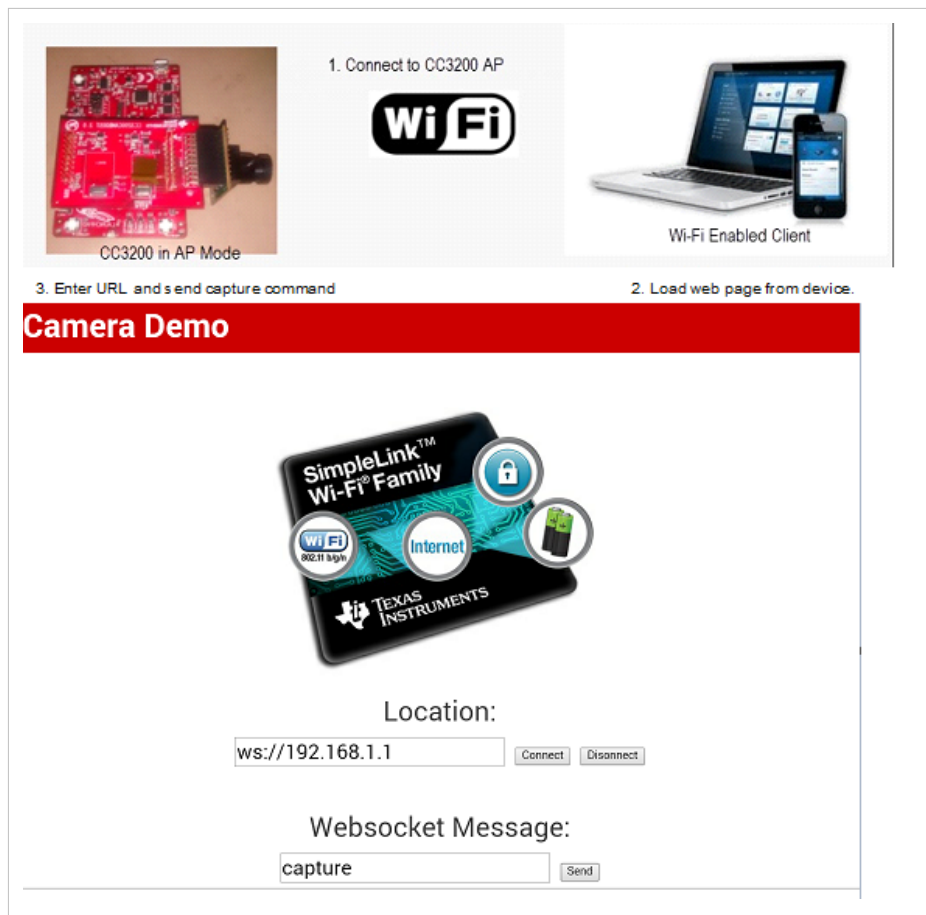 1. Connect to CC3200 AP
Wi Fi
CC3200 in AP Mode
Wi-Fi Enabled Client
3. Enter URL and send capture command
2. Load web page from device.
Camera Demo
SimpleLink™
Wi-Fi® Family
Wi Fi
802.11 b/g/n
Internet
TEXAS
INSTRUMENTS
Location:
ws://192.168.1.1
Connect
Disonnect
Websocket Message:
capture
Send